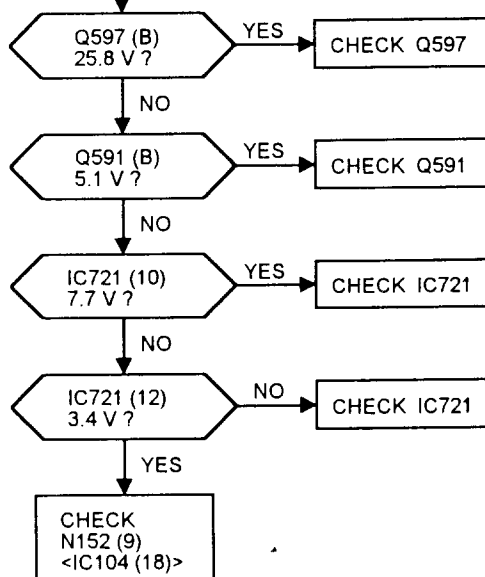 Q597 (B)
25.8 V ?
YES
CHECK Q597
NO
Q591 (B)
5.1 V ?
YES
CHECK Q591
NO
IC721 (10)
7.7 V ?
YES
CHECK IC721
NO
IC721 (12)
3.4 V ?
NO
CHECK IC721
YES
CHECK
N152 (9)
<IC104 (18)>